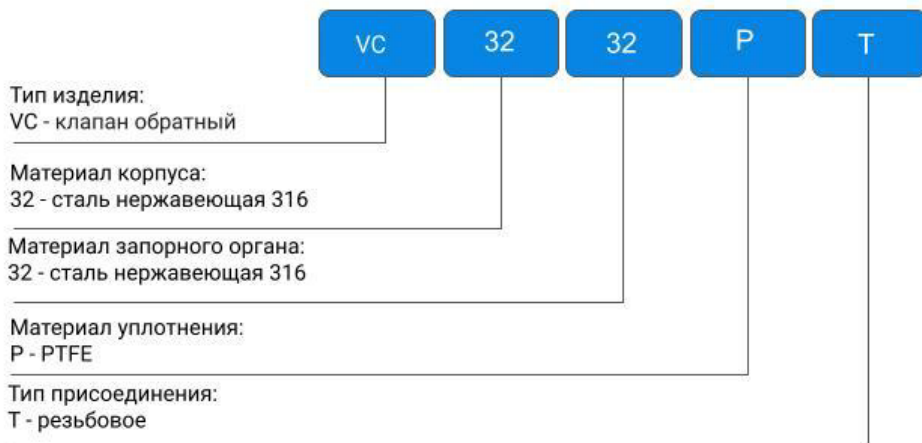 VC 32 32 P T
Тип изделия:
VC - клапан обратный
Материал корпуса:
32 - сталь нержавеющая 316
Материал запорного органа:
32 - сталь нержавеющая 316
Материал уплотнения:
P - PTFE
Тип присоединения:
T - резьбовое